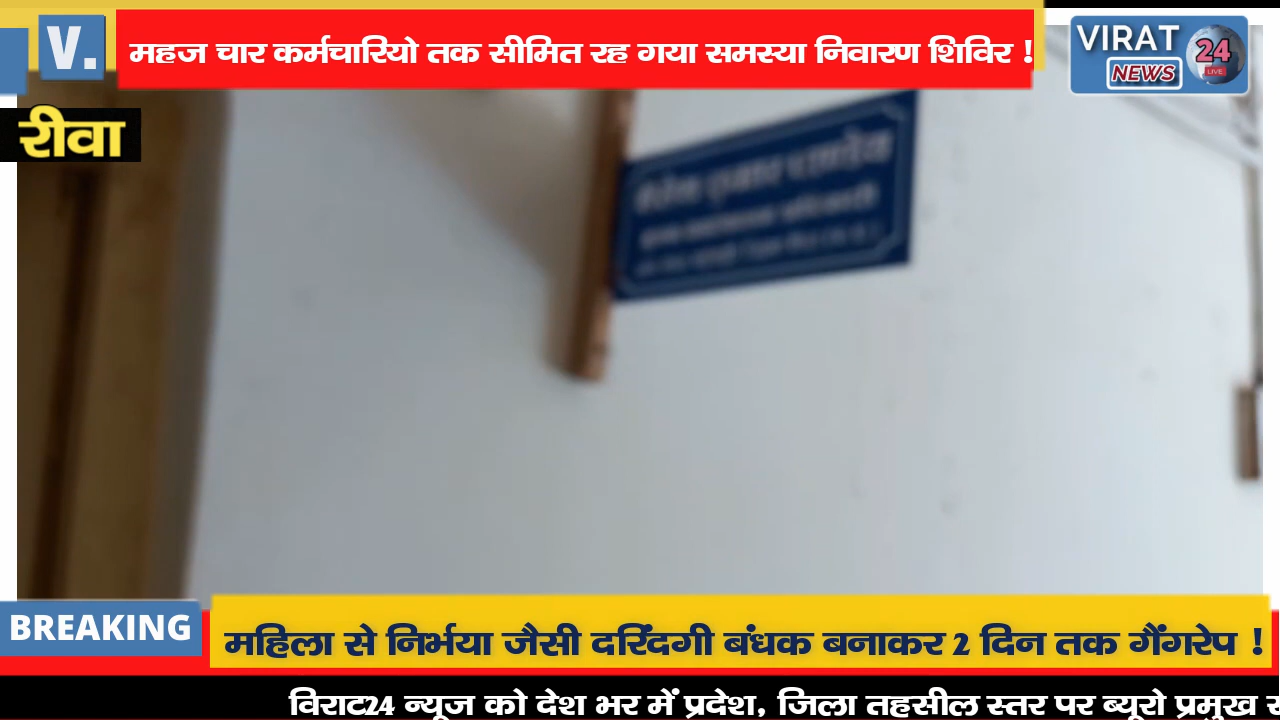 V.
महज चार कर्मचारियो तक सीमित रह गया समस्या निवारण शिविर !
VIRAT
24
NEWS
LIVE
रीवा
BREAKING
महिला से निर्भया जैसी दरिंदगी बंधक बनाकर 2 दिन तक गैंगरेप !
विराट24 न्यूज को देश भर में प्रदेश, जिला तहसील स्तर पर ब्यूरो प्रमुख